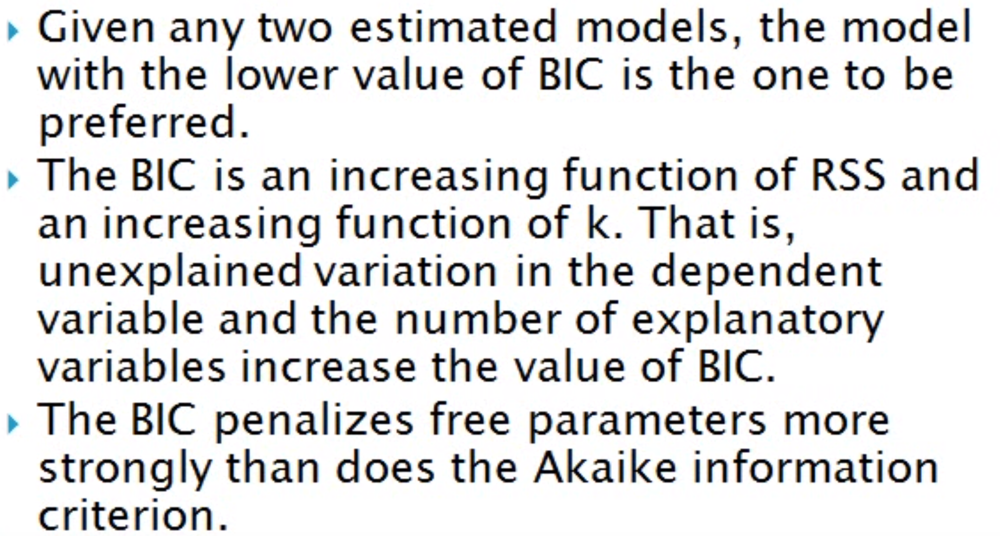 Given any two estimated models, the model
with the lower value of BIC is the one to be
preferred.
The BIC is an increasing function of RSS and
an increasing function of k. That is,
unexplained variation in the dependent
variable and the number of explanatory
variables increase the value of BIC.
The BIC penalizes free parameters more
strongly than does the Akaike information
criterion.